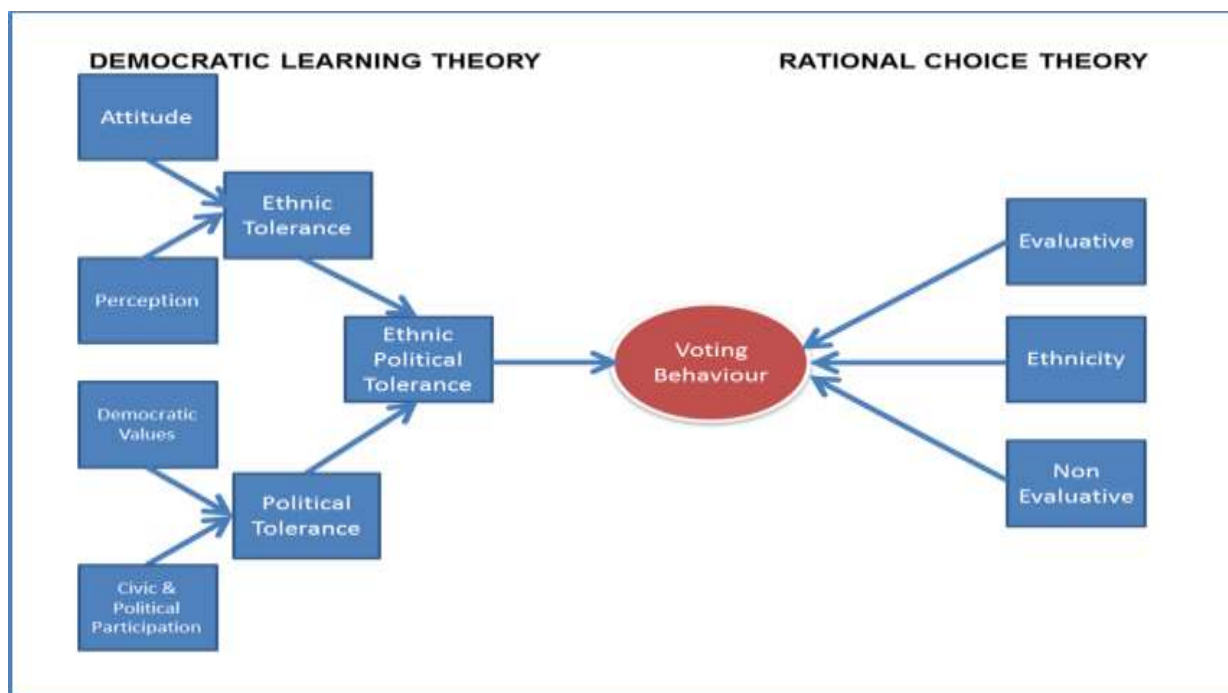 DEMOCRATIC LEARNING THEORY
RATIONAL CHOICE THEORY
Attitude
Ethnic
Tolerance
Perception
Ethnic
Political
Tolerance
Democratic
Values
Political
Tolerance
Civic &
Political
Participation
Voting
Behaviour
Evaluative
Ethnicity
Non
Evaluative